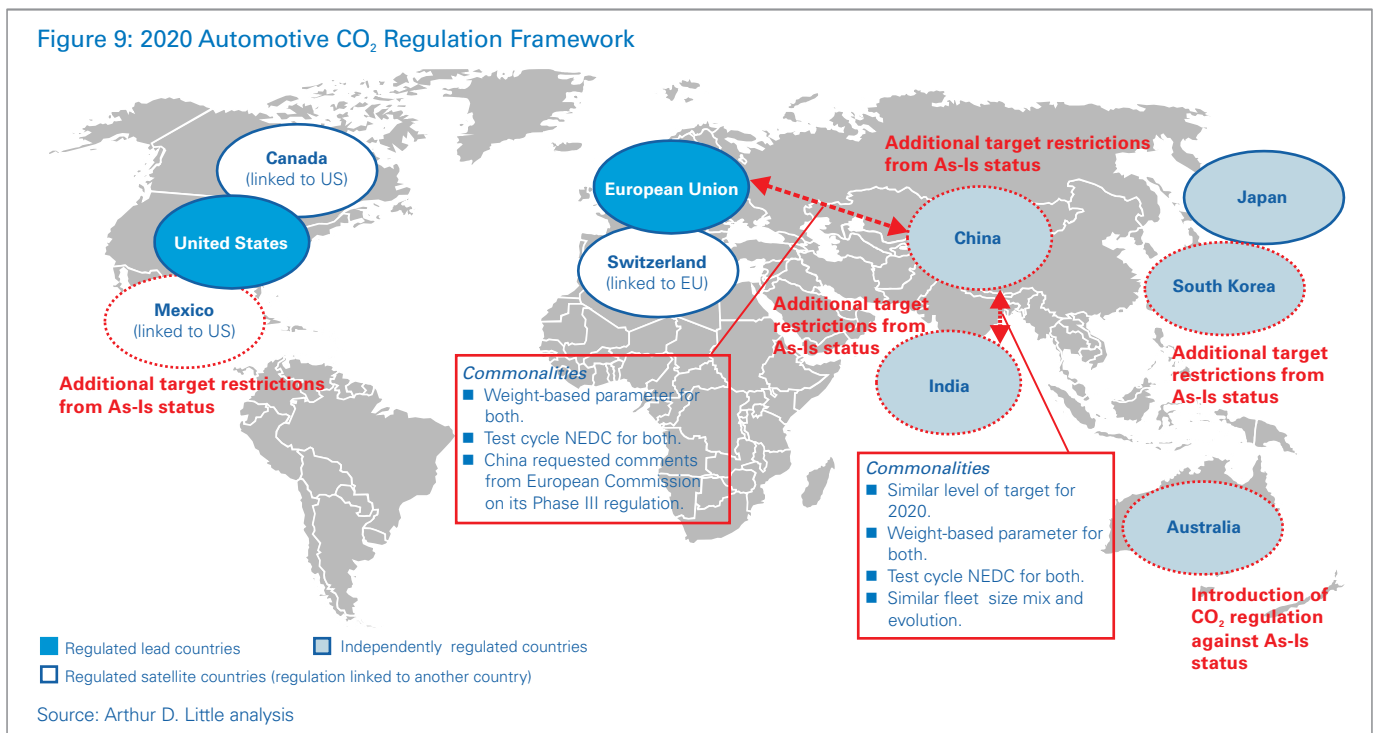 Figure 9: 2020 Automotive CO₂ Regulation Framework
Canada
(linked to US)
United States
Mexico
(linked to US)
Additional target restrictions
from As-Is status
European Union
Switzerland
(linked to EU)
Additional target restrictions
from As-Is status
China
Japan
South Korea
Additional target
restrictions from
As-Is status
Additional target
restrictions from
As-Is status
India
Commonalities
■ Weight-based parameter for
both.
■ Test cycle NEDC for both.
■ China requested comments
from European Commission
on its Phase III regulation.
Commonalities
■ Similar level of target for
2020.
■ Weight-based parameter for
both.
■ Test cycle NEDC for both.
■ Similar fleet size mix and
evolution.
Australia
Introduction of
CO₂ regulation
against As-Is
status
Regulated lead countries
Independently regulated countries
Regulated satellite countries (regulation linked to another country)
Source: Arthur D. Little analysis